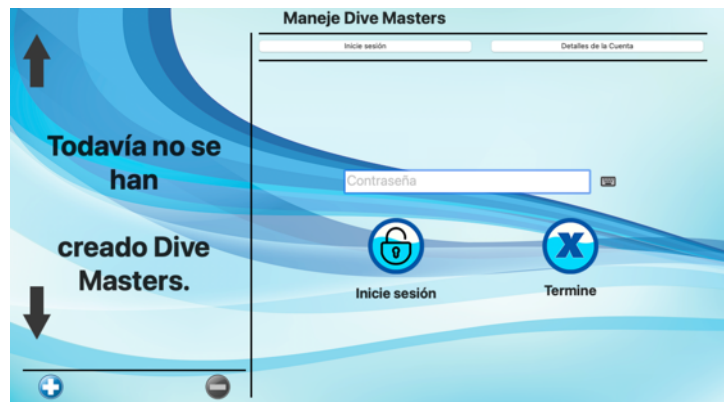 Maneje Dive Masters
Inicie sesión
Detalles de la Cuenta
Todavía no se
han
creado Dive
Masters.
Contraseña
Inicie sesión
Termine